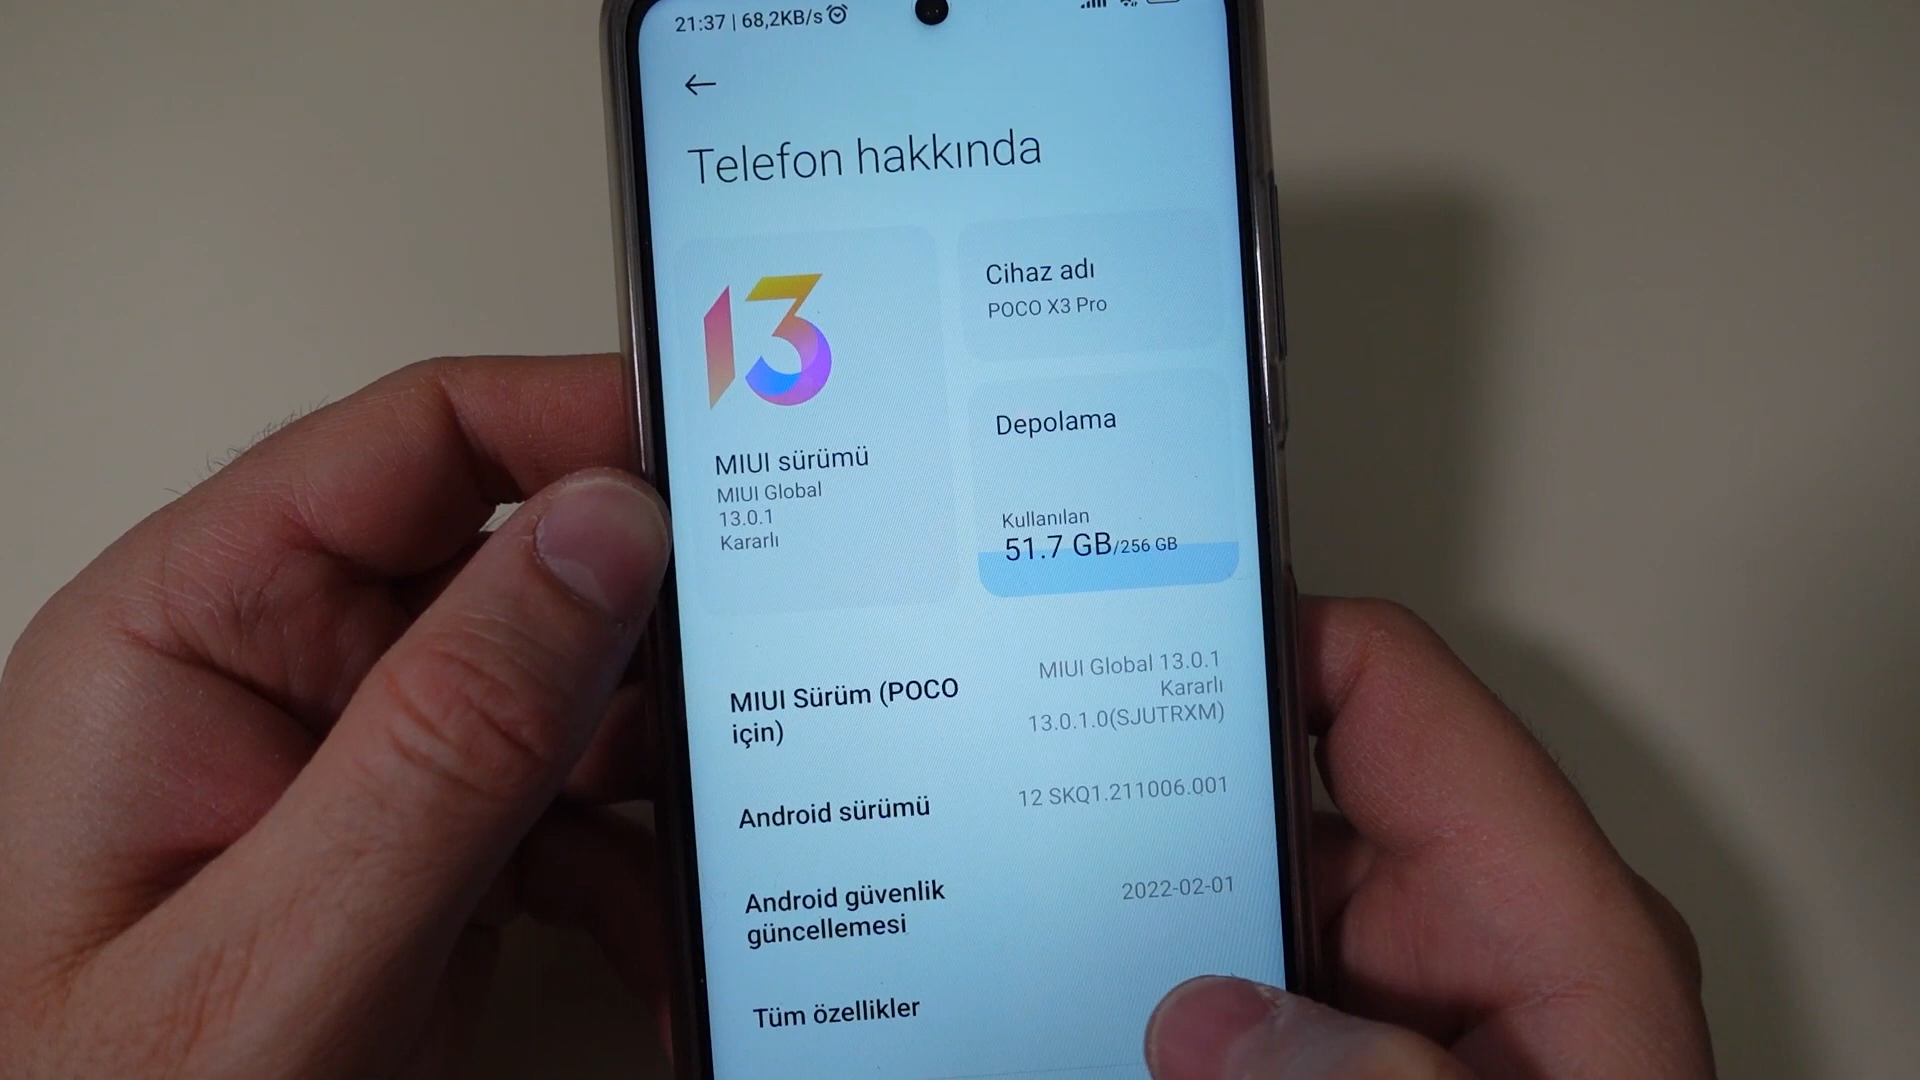 21:37 | 68,2KB/s
Telefon hakkında
13
MIUI sürümü
MIUI Global
13.0.1
Kararlı
Cihaz adı
POCO X3 Pro
Depolama
Kullanılan
51.7 GB/256 GB
MIUI Sürüm (POCO
için)
MIUI Global 13.0.1
Kararlı
13.0.1.0(SJUTRXM)
Android sürümü
12 SKQ1.211006.001
Android güvenlik
güncellemesi
2022-02-01
Tüm özellikler